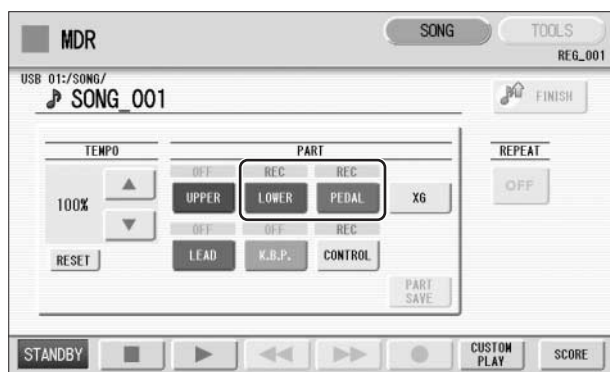 MDR
SONG
TOOLS
REG_001
USB 01:/SONG/
SONG_001
FINISH
TEMPO
PART
REPEAT
OFF REC REC
100%
UPPER LOWER PEDAL XG
OFF
OFF OFF REC
RESET
LEAD K.B.P. CONTROL
PART
SAVE
STANDBY
CUSTOM
PLAY
SCORE